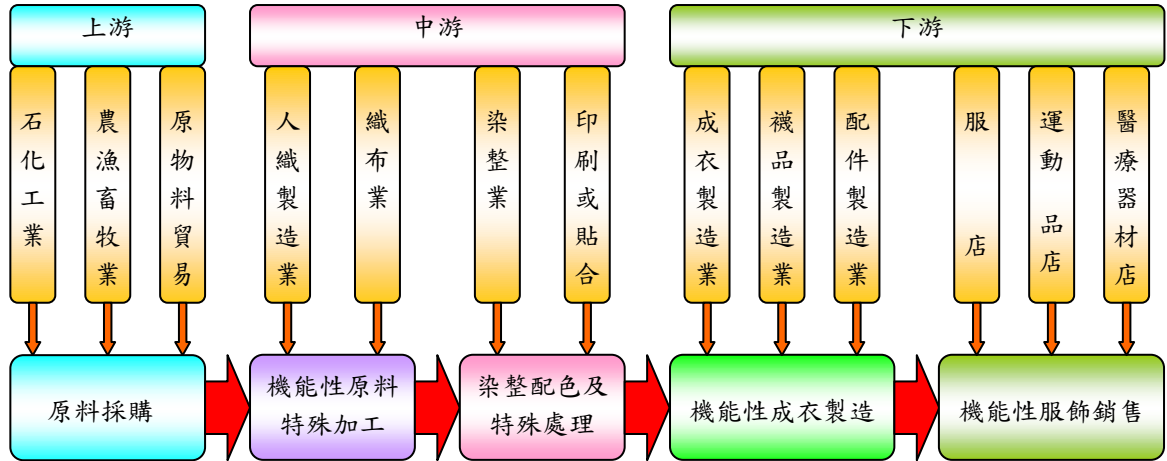 上游
中游
下游
石化工業
農漁畜牧業
原物料貿易
人織製造業
織布業
染整業
印刷或貼合
成衣製造業
襪品製造業
配件製造業
服店
運動品店
醫療器材店
原料採購
機能性原料
特殊加工
染整配色及
特殊處理
機能性成衣製造
機能性服飾銷售